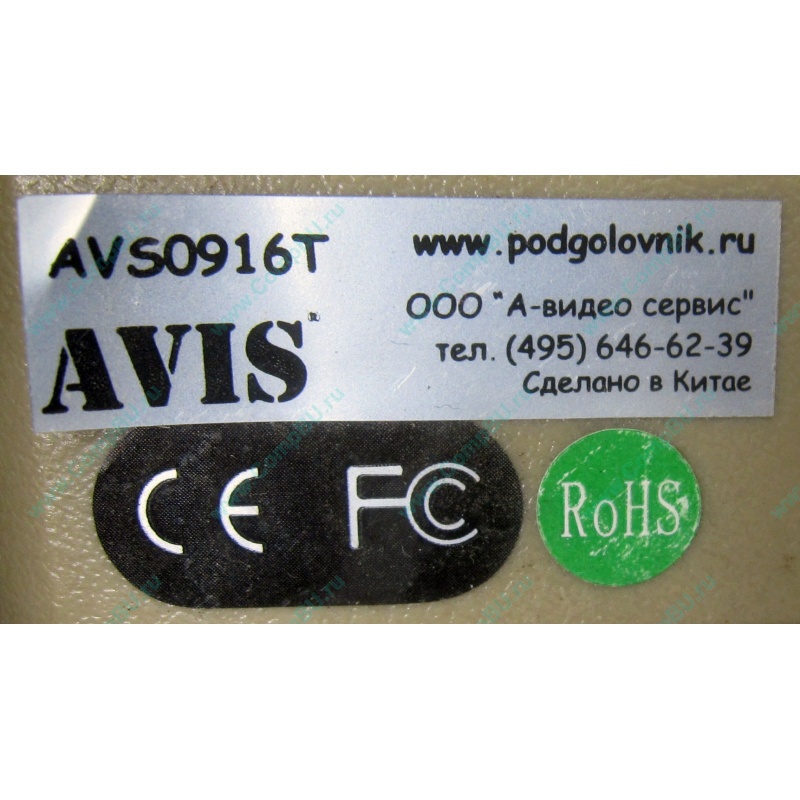 AVS0916T
AVIS®
www.podgolovnik.ru
ООО "А-видео сервис"
тел. (495) 646-62-39
Сделано в Китае
CE FC
RoHS